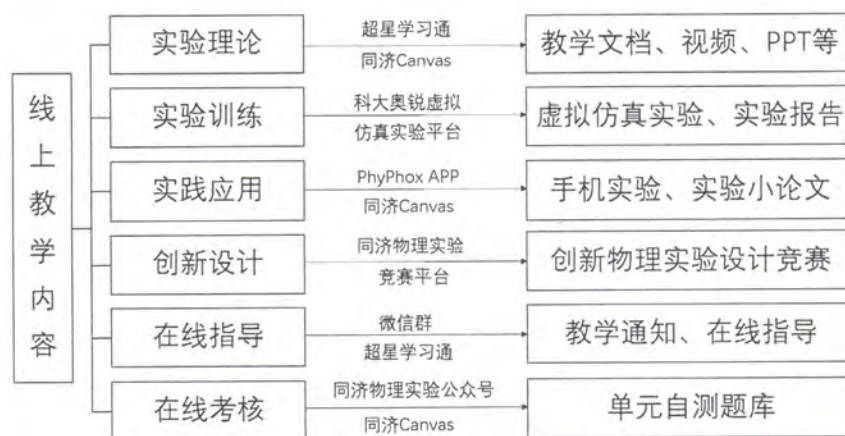 线上教学内容
实验理论
超星学习通
同济Canvas
教学文档、视频、PPT等
实验训练
科大奥锐虚拟
仿真实验平台
虚拟仿真实验、实验报告
实践应用
PhyPhox APP
同济Canvas
手机实验、实验小论文
创新设计
同济物理实验
竞赛平台
创新物理实验设计竞赛
在线指导
微信群
超星学习通
教学通知、在线指导
在线考核
同济物理实验公众号
同济Canvas
单元自测题库